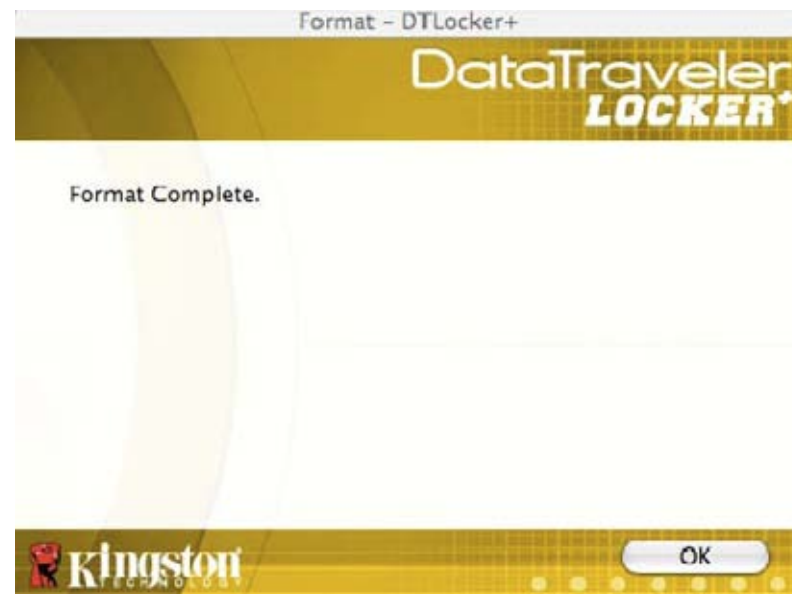 Format – DTLocker+
DataTraveler
LOCKER+
Format Complete.
Kingston
TECHNOLOGY
OK